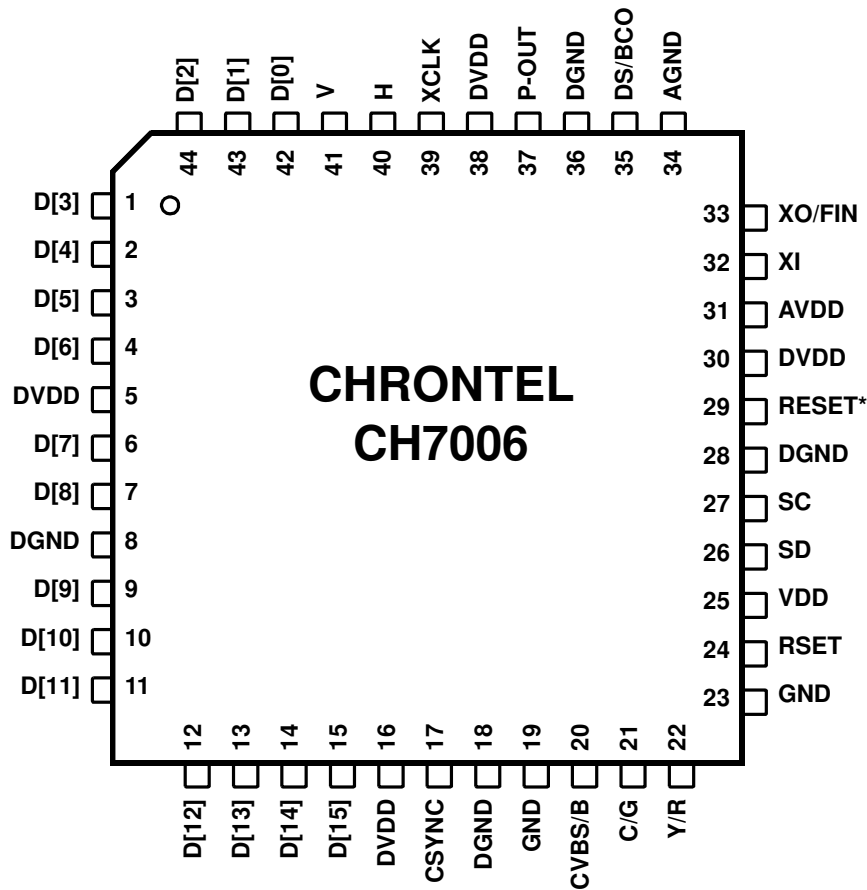 D[2]
D[1]
D[0]
V
H
XCLK
DVDD
P-OUT
DGND
DS/BCO
AGND
44
43
42
41
40
39
38
37
36
35
34
D[3] 1
D[4] 2
D[5] 3
D[6] 4
DVDD 5
D[7] 6
D[8] 7
DGND 8
D[9] 9
D[10] 10
D[11] 11
CHRONTEL
CH7006
33 XO/FIN
32 XI
31 AVDD
30 DVDD
29 RESET*
28 DGND
27 SC
26 SD
25 VDD
24 RSET
23 GND
12
13
14
15
16
17
18
19
20
21
22
D[12]
D[13]
D[14]
D[15]
DVDD
CSYNC
DGND
GND
CVBS/B
C/G
Y/R